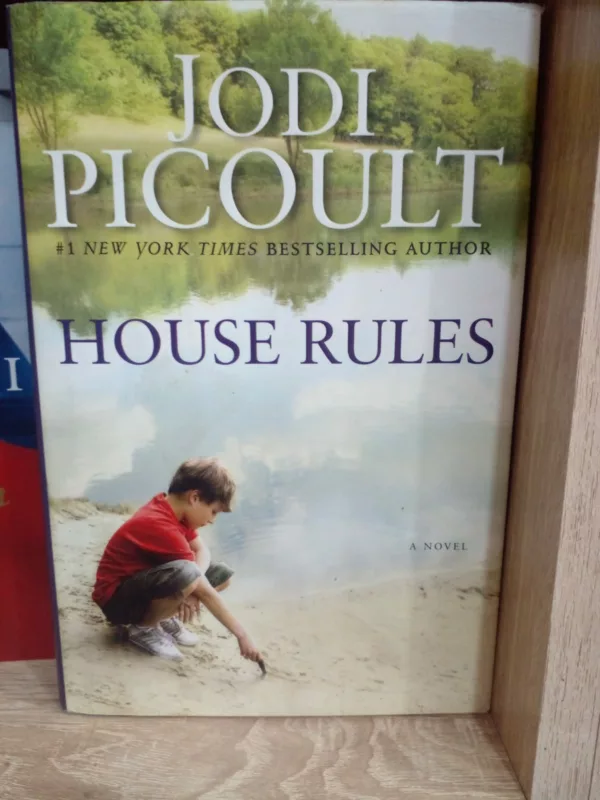 JODI
PICOULT
#1 NEW YORK TIMES BESTSELLING AUTHOR
HOUSE RULES
A NOVEL
I